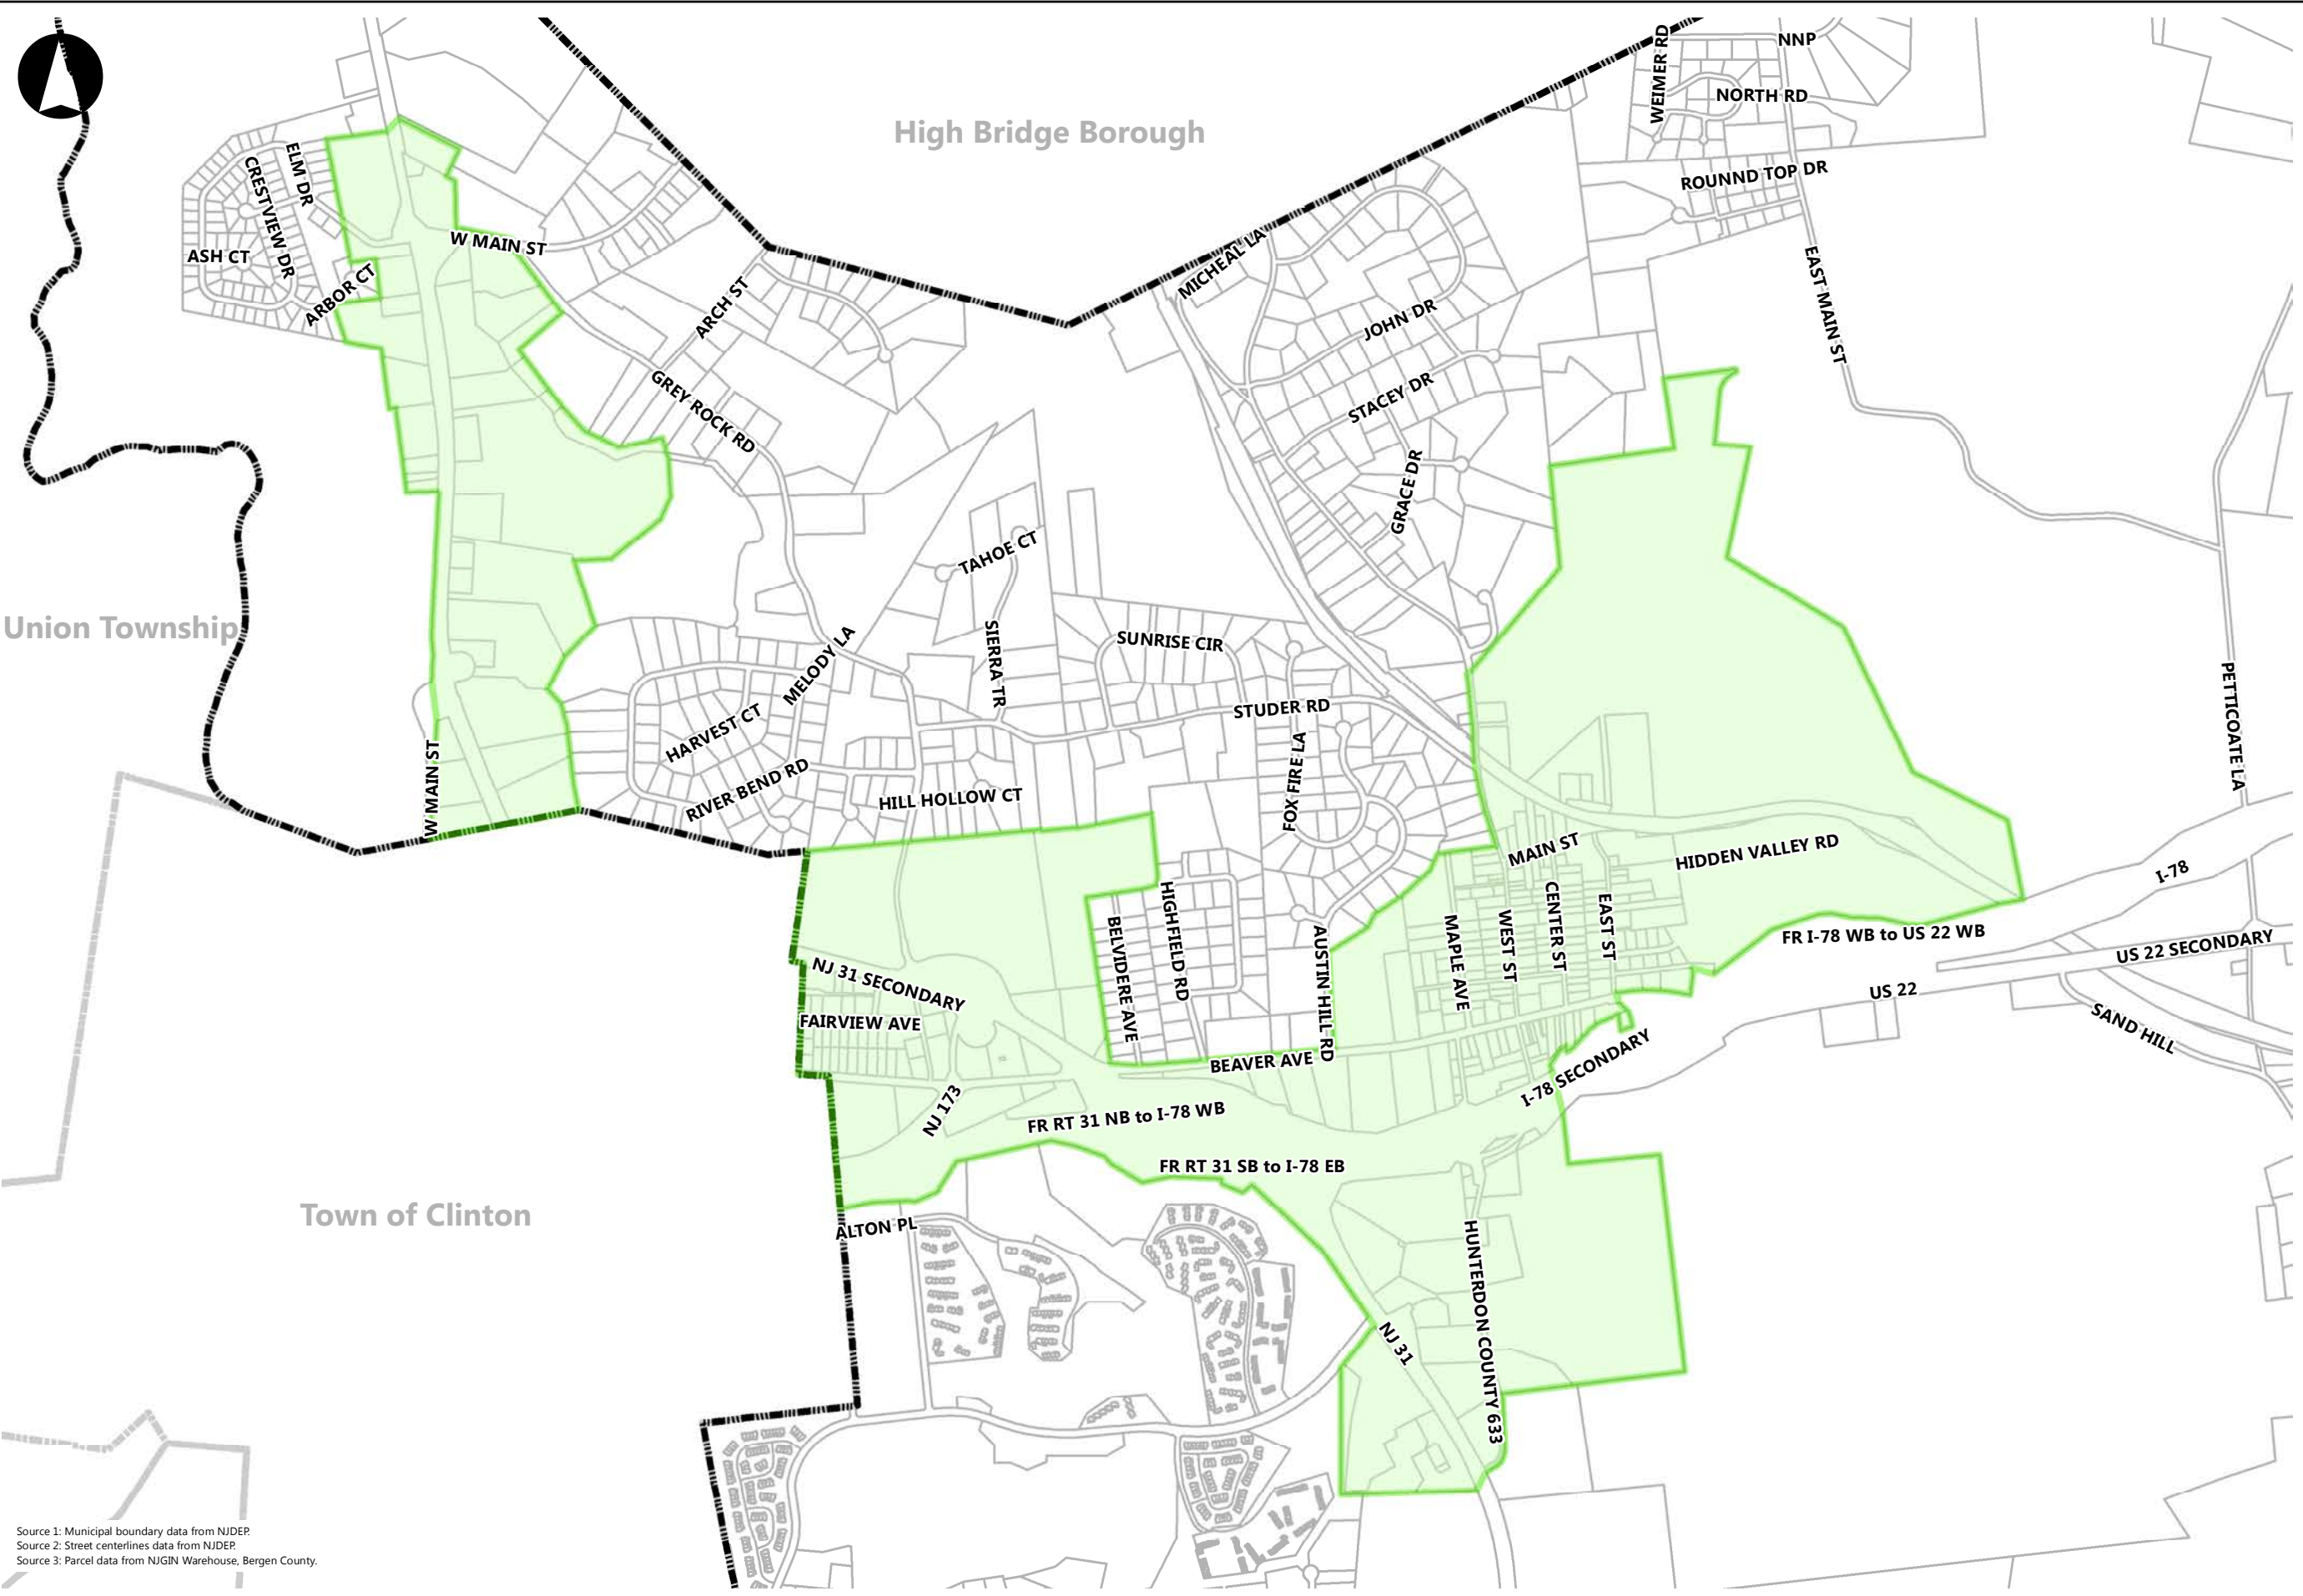 WEIMER RD
NNP
NORTH RD
High Bridge Borough
ROUNND TOP DR
ELM DR
CRESTVIEW DR
ASH CT
ARBOR CT
W MAIN ST
MICHEAL LA
EAST MAIN ST
ARCH ST
JOHN DR
STACEY DR
GREY ROCK RD
GRACE DR
TAHOE CT
Union Township
SIERRA TR
SUNRISE CIR
MELODY LA
STUDER RD
HARVEST CT
FOX FIRE LA
PETTICOATE LA
W MAIN ST
RIVER BEND RD
HILL HOLLOW CT
MAIN ST
HIDDEN VALLEY RD
I-78
HIGHFIELD RD
BELVIDERE AVE
AUSTIN HILL RD
MAPLE AVE
WEST ST
CENTER ST
EAST ST
FR I-78 WB to US 22 WB
US 22 SECONDARY
NJ 31 SECONDARY
US 22
FAIRVIEW AVE
SAND HILL
BEAVER AVE
I-78 SECONDARY
NJ 173
FR RT 31 NB to I-78 WB
FR RT 31 SB to I-78 EB
Town of Clinton
ALTON PL
HUNTERDON COUNTY 633
NJ 31
Source 1: Municipal boundary data from NJDEP.
Source 2: Street centerlines data from NJDEP.
Source 3: Parcel data from NJGIN Warehouse, Bergen County.